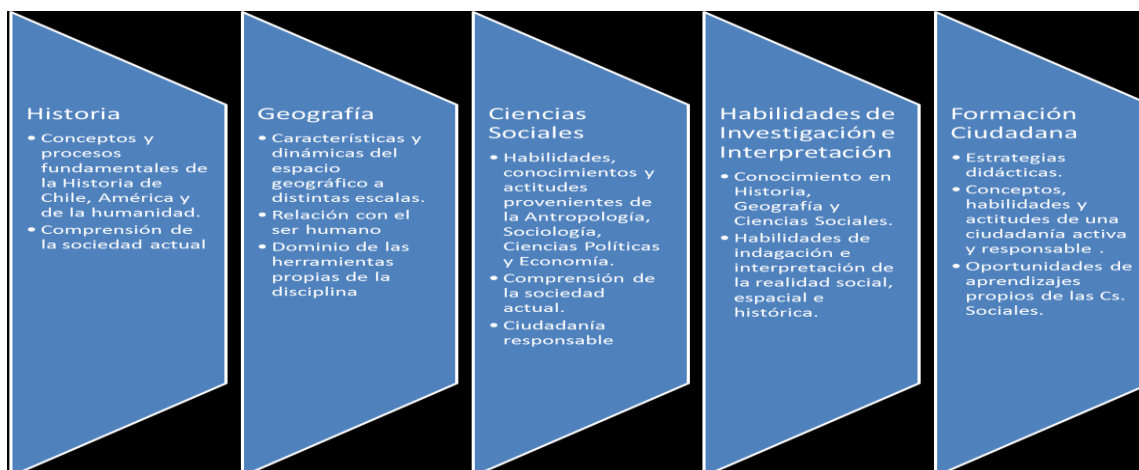 Historia
• Conceptos y
procesos
fundamentales de
la Historia de
Chile, América y
de la humanidad.
• Comprensión de
la sociedad actual
Geografía
• Características y
dinámicas del
espacio
geográfico a
distintas escalas.
• Relación con el
ser humano
• Dominio de las
herramientas
propias de la
disciplina
Ciencias
Sociales
• Habilidades,
conocimientos y
actitudes
provenientes de
la Antropología,
Sociología,
Ciencias Políticas
y Economía.
• Comprensión de
la sociedad
actual.
• Ciudadanía
responsable
Habilidades de
Investigación e
Interpretación
• Conocimiento en
Historia,
Geografía y
Ciencias Sociales.
• Habilidades de
indagación e
interpretación de
la realidad social,
espacial e
histórica.
Formación
Ciudadana
• Estrategias
didácticas.
• Conceptos,
habilidades y
actitudes de una
ciudadanía activa
y responsable .
• Oportunidades de
aprendizajes
propios de las Cs.
Sociales.